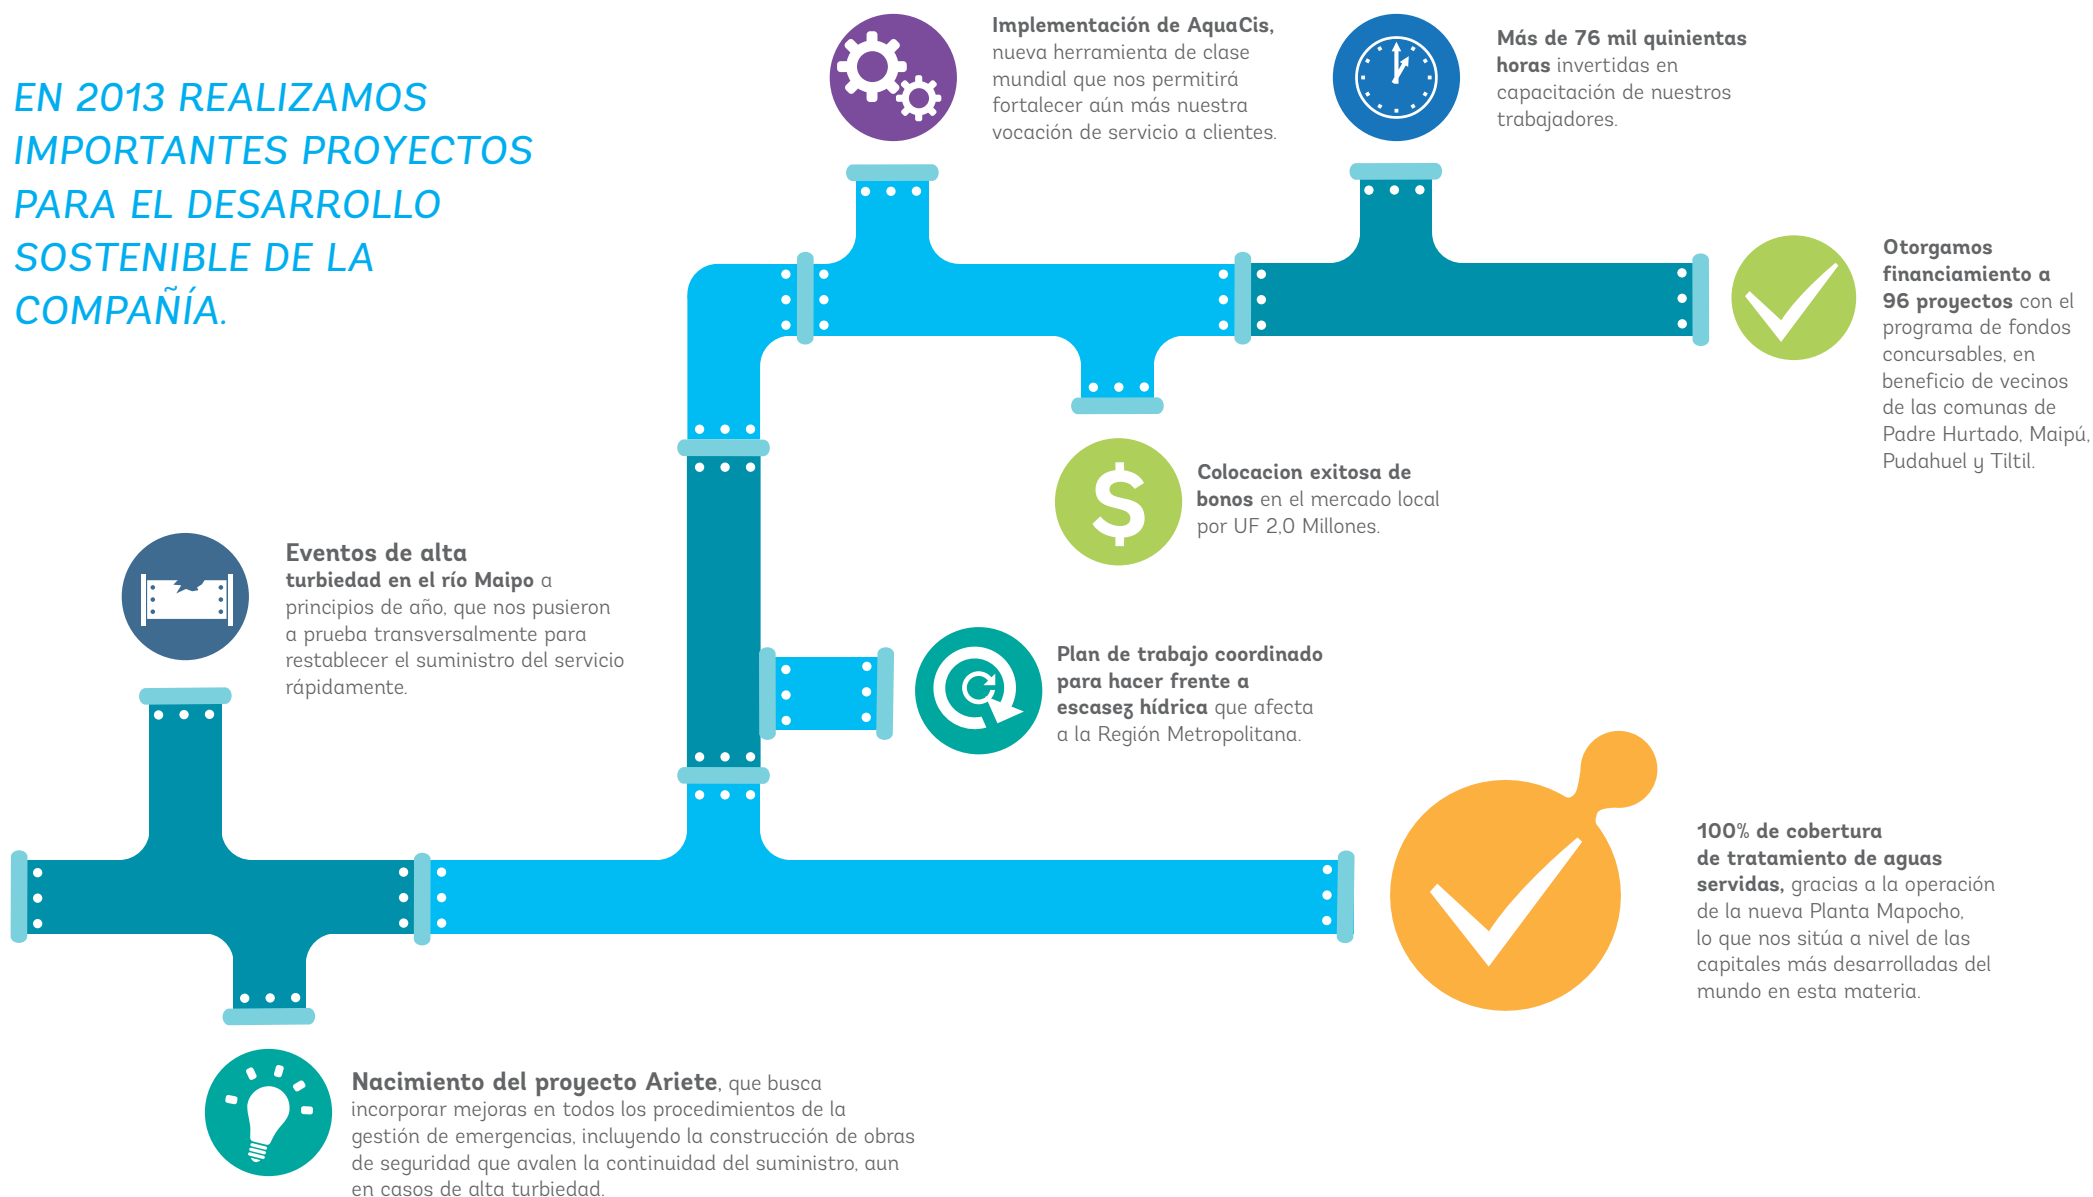 EN 2013 REALIZAMOS
IMPORTANTES PROYECTOS
PARA EL DESARROLLO
SOSTENIBLE DE LA
COMPAÑÍA.
Implementación de AquaCis,
nueva herramienta de clase
mundial que nos permitirá
fortalecer aún más nuestra
vocación de servicio a clientes.
Más de 76 mil quinientas
horas invertidas en
capacitación de nuestros
trabajadores.
Otorgamos
financiamiento a
96 proyectos con el
programa de fondos
concursables, en
beneficio de vecinos
de las comunas de
Padre Hurtado, Maipú,
Pudahuel y Tiltil.
Colocacion exitosa de
bonos en el mercado local
por UF 2,0 Millones.
$
Eventos de alta
turbiedad en el río Maipo a
principios de año, que nos pusieron
a prueba transversalmente para
restablecer el suministro del servicio
rápidamente.
Plan de trabajo coordinado
para hacer frente a
escasez hídrica que afecta
a la Región Metropolitana.
100% de cobertura
de tratamiento de aguas
servidas, gracias a la operación
de la nueva Planta Mapocho,
lo que nos sitúa a nivel de las
capitales más desarrolladas del
mundo en esta materia.
Nacimiento del proyecto Ariete, que busca
incorporar mejoras en todos los procedimientos de la
gestión de emergencias, incluyendo la construcción de obras
de seguridad que avalen la continuidad del suministro, aun
en casos de alta turbiedad.